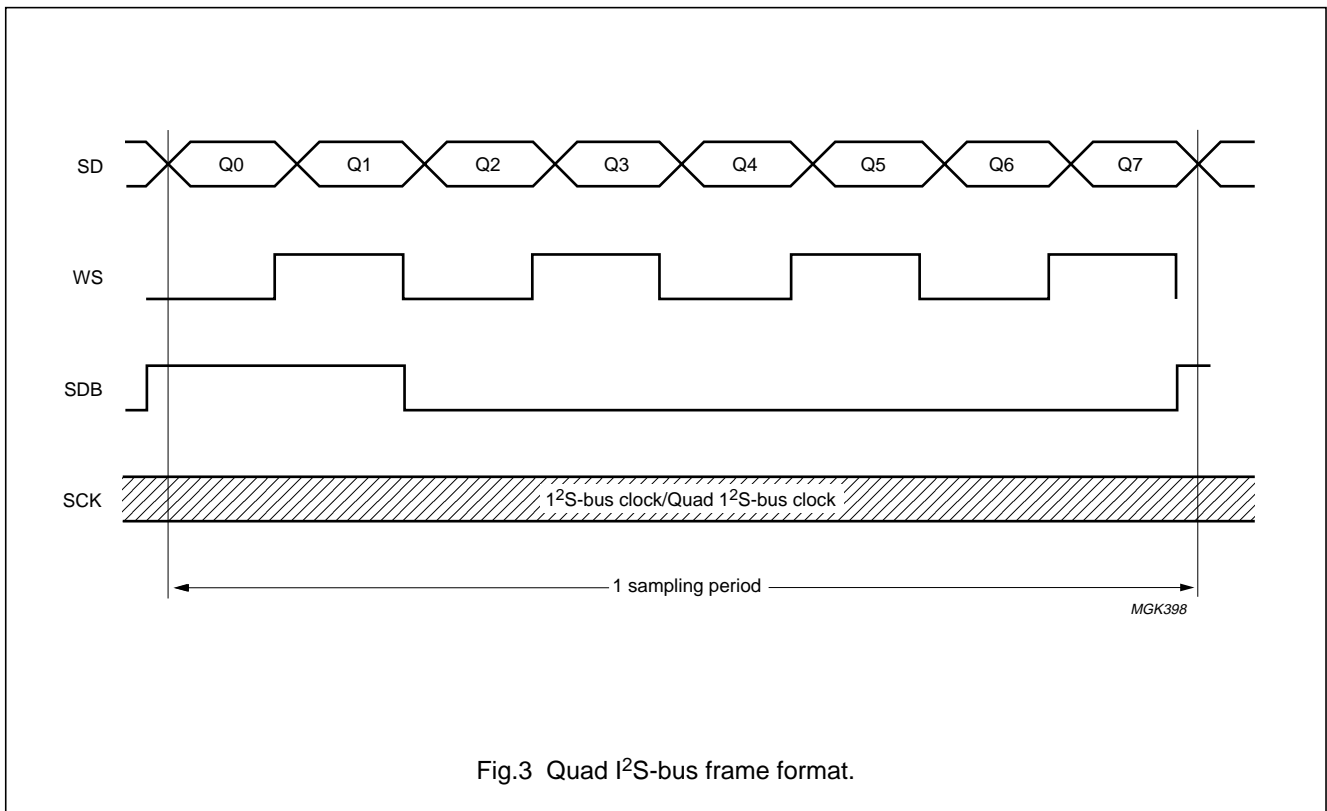 SD Q0 Q1 Q2 Q3 Q4 Q5 Q6 Q7
WS
SDB
SCK 1²S-bus clock/Quad 1²S-bus clock
1 sampling period
MGK398
Fig.3 Quad I²S-bus frame format.